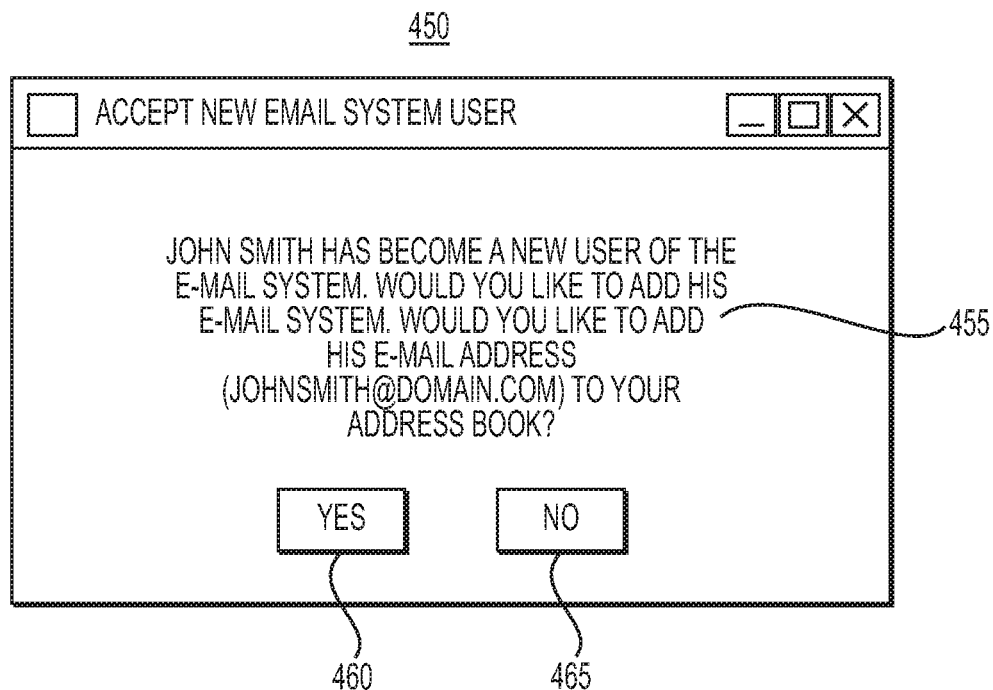 450
ACCEPT NEW EMAIL SYSTEM USER
JOHN SMITH HAS BECOME A NEW USER OF THE
E-MAIL SYSTEM. WOULD YOU LIKE TO ADD HIS
E-MAIL SYSTEM. WOULD YOU LIKE TO ADD
HIS E-MAIL ADDRESS
(JOHNSMITH@DOMAIN.COM) TO YOUR
ADDRESS BOOK?
455
YES NO
460 465